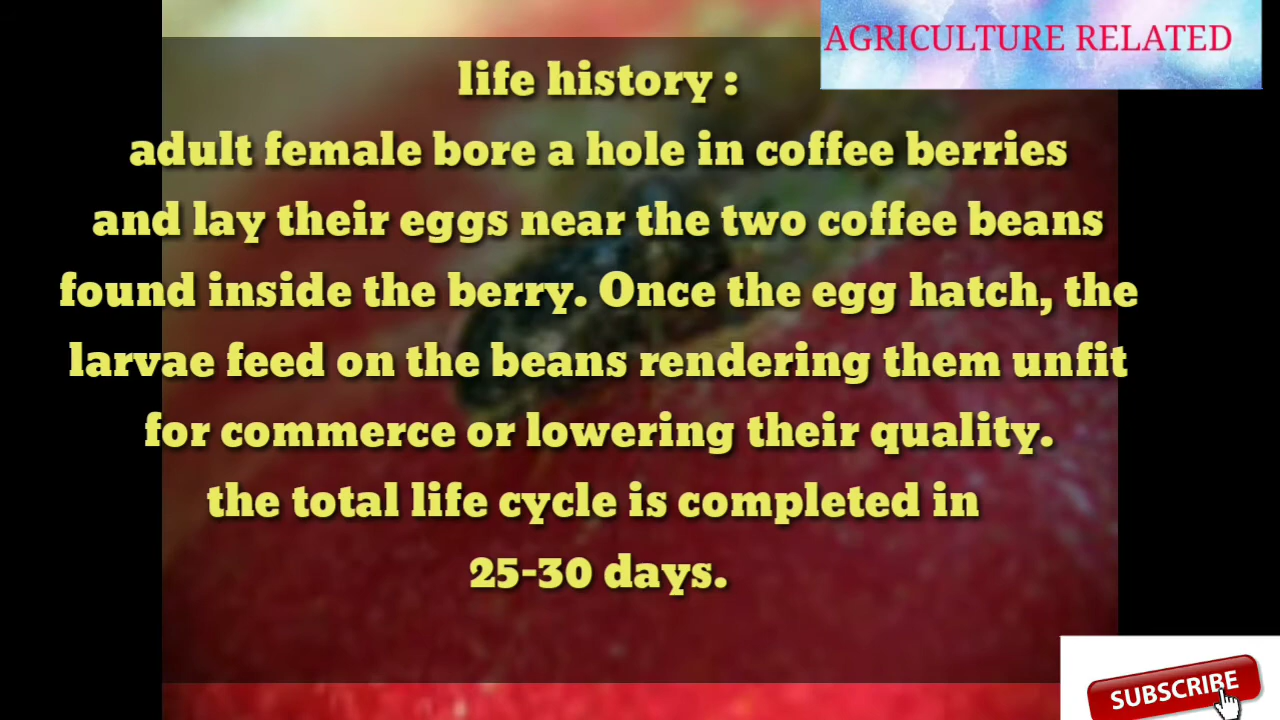 AGRICULTURE RELATED
life history :
adult female bore a hole in coffee berries
and lay their eggs near the two coffee beans
found inside the berry. Once the egg hatch, the
larvae feed on the beans rendering them unfit
for commerce or lowering their quality.
the total life cycle is completed in
25-30 days.
SUBSCRIBE